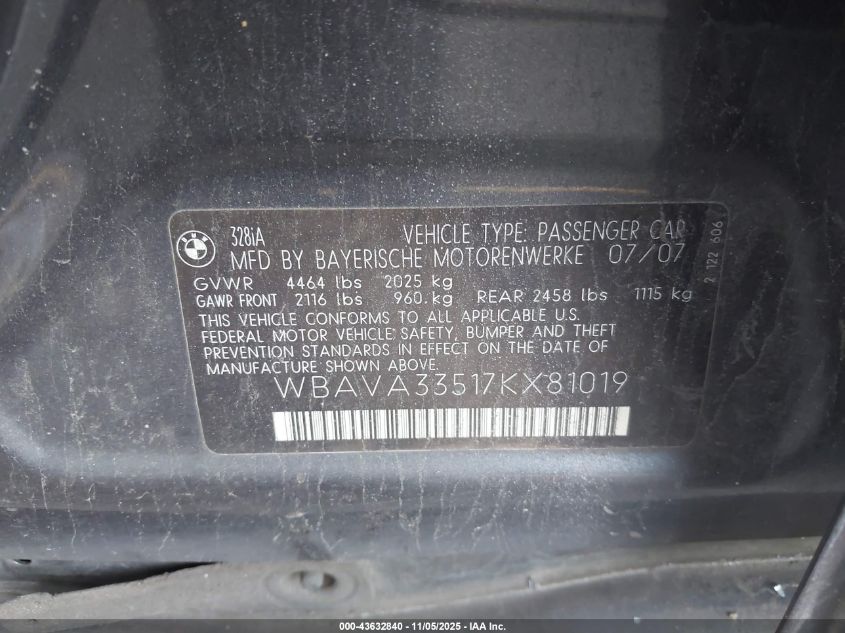 BMW
328iA VEHICLE TYPE: PASSENGER CAR
MFD BY BAYERISCHE MOTORENWERKE 07/07
GVWR 4464 lbs 2025 kg
GAWR FRONT 2116 lbs 960 kg REAR 2458 lbs 1115 kg
THIS VEHICLE CONFORMS TO ALL APPLICABLE U.S.
FEDERAL MOTOR VEHICLE SAFETY, BUMPER AND THEFT
PREVENTION STANDARDS IN EFFECT ON THE DATE OF
MANUFACTURE SHOWN ABOVE.
WBAVA33517KX81019
2 122 606
000-43632840 - 11/05/2025 - IAA Inc.